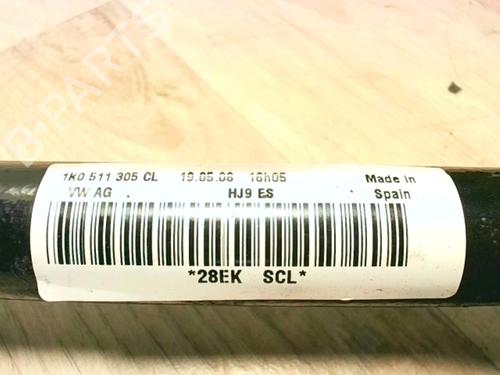 B-PARTS
1K0 511 305 CL 19.05.08 16h05 Made in
VW AG HJ9 ES Spain
*28EK SCL*